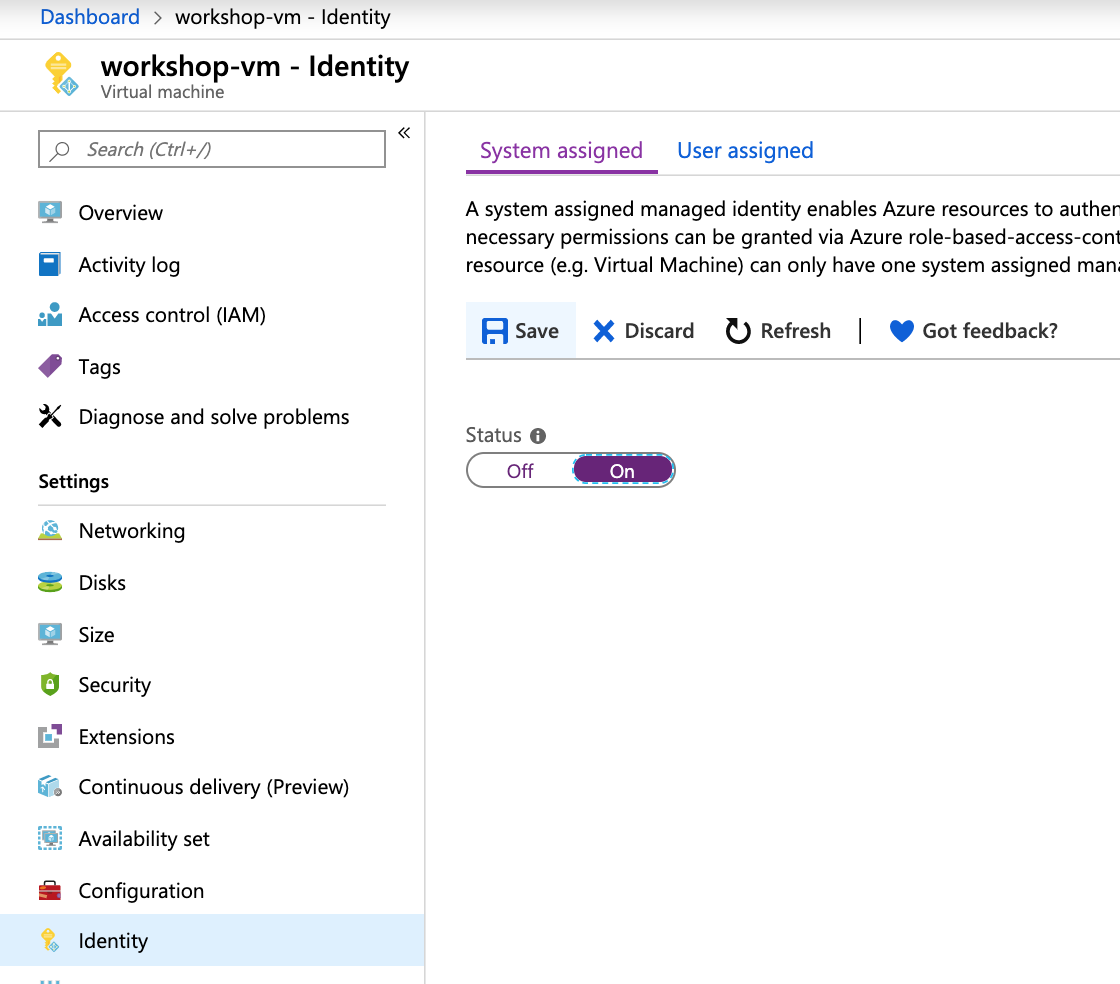 Dashboard > workshop-vm - Identity
workshop-vm - Identity
Virtual machine
Search (Ctrl+/)
«
Overview
Activity log
Access control (IAM)
Tags
Diagnose and solve problems
Settings
Networking
Disks
Size
Security
Extensions
Continuous delivery (Preview)
Availability set
Configuration
Identity
System assigned User assigned
A system assigned managed identity enables Azure resources to authen
necessary permissions can be granted via Azure role-based-access-cont
resource (e.g. Virtual Machine) can only have one system assigned mana
Save Discard Refresh | Got feedback?
Status
Off On